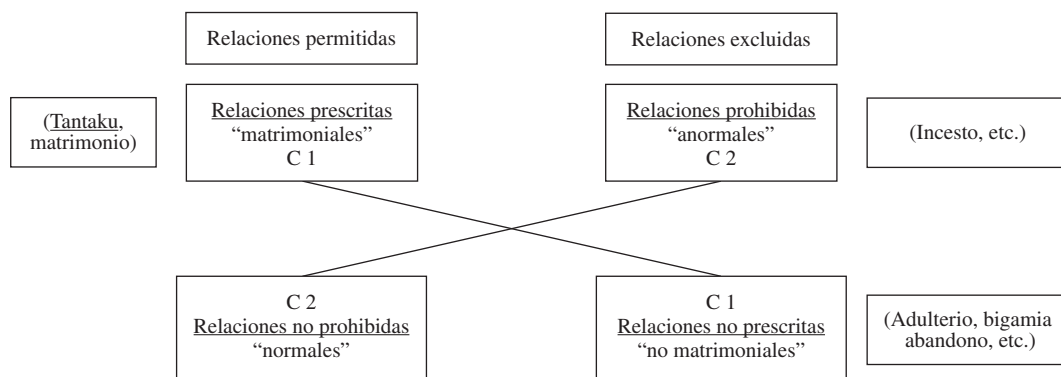 Relaciones permitidas
Relaciones excluidas
(Tantaku,
matrimonio)
Relaciones prescritas
“matrimoniales”
C 1
Relaciones prohibidas
“anormales”
C 2
(Incesto, etc.)
C 2
Relaciones no prohibidas
“normales”
C 1
Relaciones no prescritas
“no matrimoniales”
(Adulterio, bigamia
abandono, etc.)